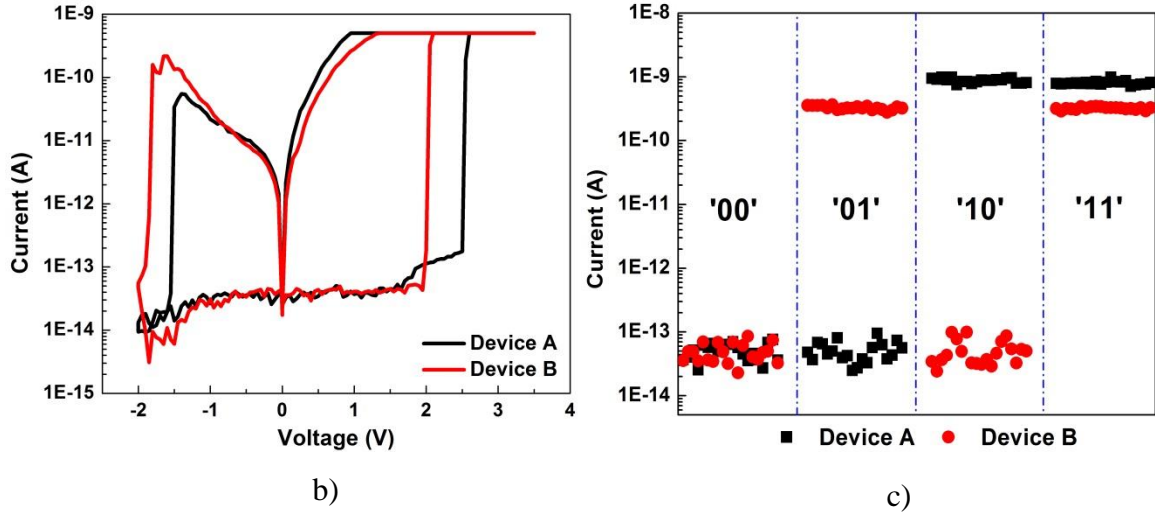 1E-9
1E-10
1E-11
1E-12
1E-13
1E-14
1E-15
Current (A)
Device A
Device B
-2 -1 0 1 2 3 4
Voltage (V)
b)
1E-8
1E-9
1E-10
1E-11
1E-12
1E-13
1E-14
Current (A)
'00' '01' '10' '11'
Device A Device B
c)